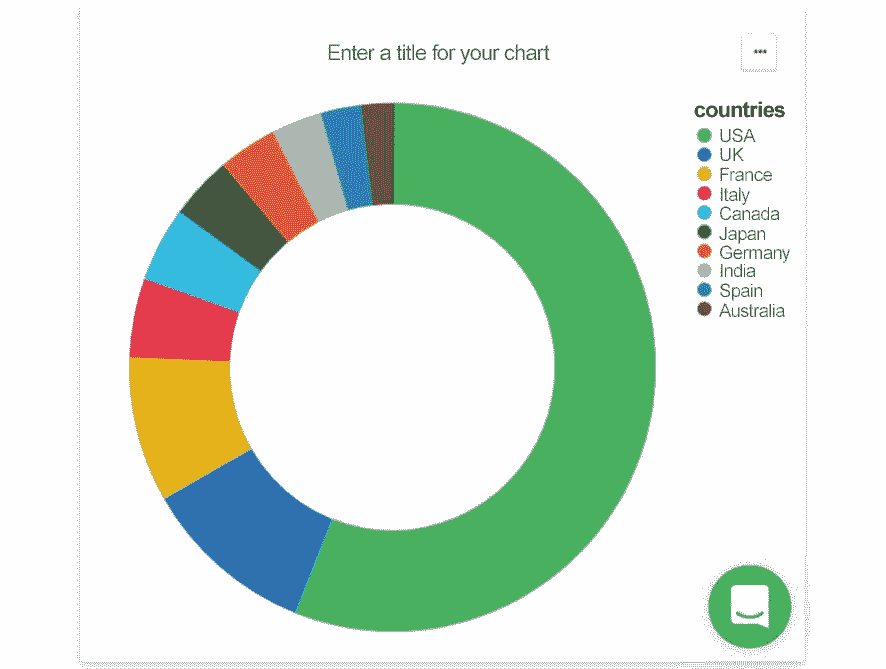 Enter a title for your chart
countries
USA
UK
France
Italy
Canada
Japan
Germany
India
Spain
Australia